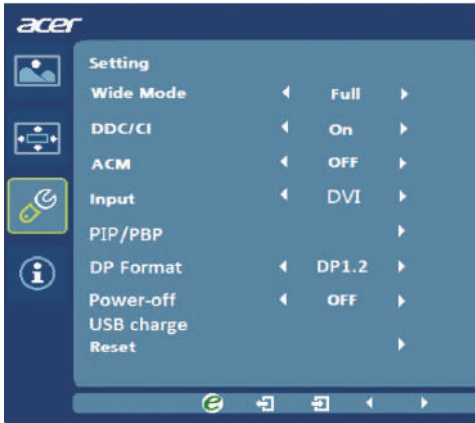 acer
Setting
Wide Mode Full
DDC/CI On
ACM OFF
Input DVI
PIP/PBP
DP Format DP1.2
Power-off OFF
USB charge
Reset